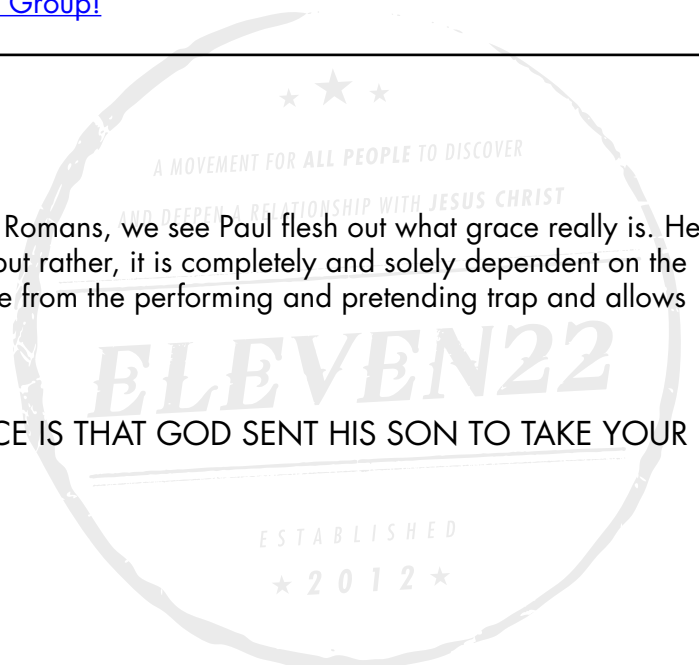 Group!
A MOVEMENT FOR ALL PEOPLE TO DISCOVER
AND DEEPEN A RELATIONSHIP WITH JESUS CHRIST
Romans, we see Paul flesh out what grace really is. He
but rather, it is completely and solely dependent on the
e from the performing and pretending trap and allows
ELEVEN22
CE IS THAT GOD SENT HIS SON TO TAKE YOUR
ESTABLISHED
2012